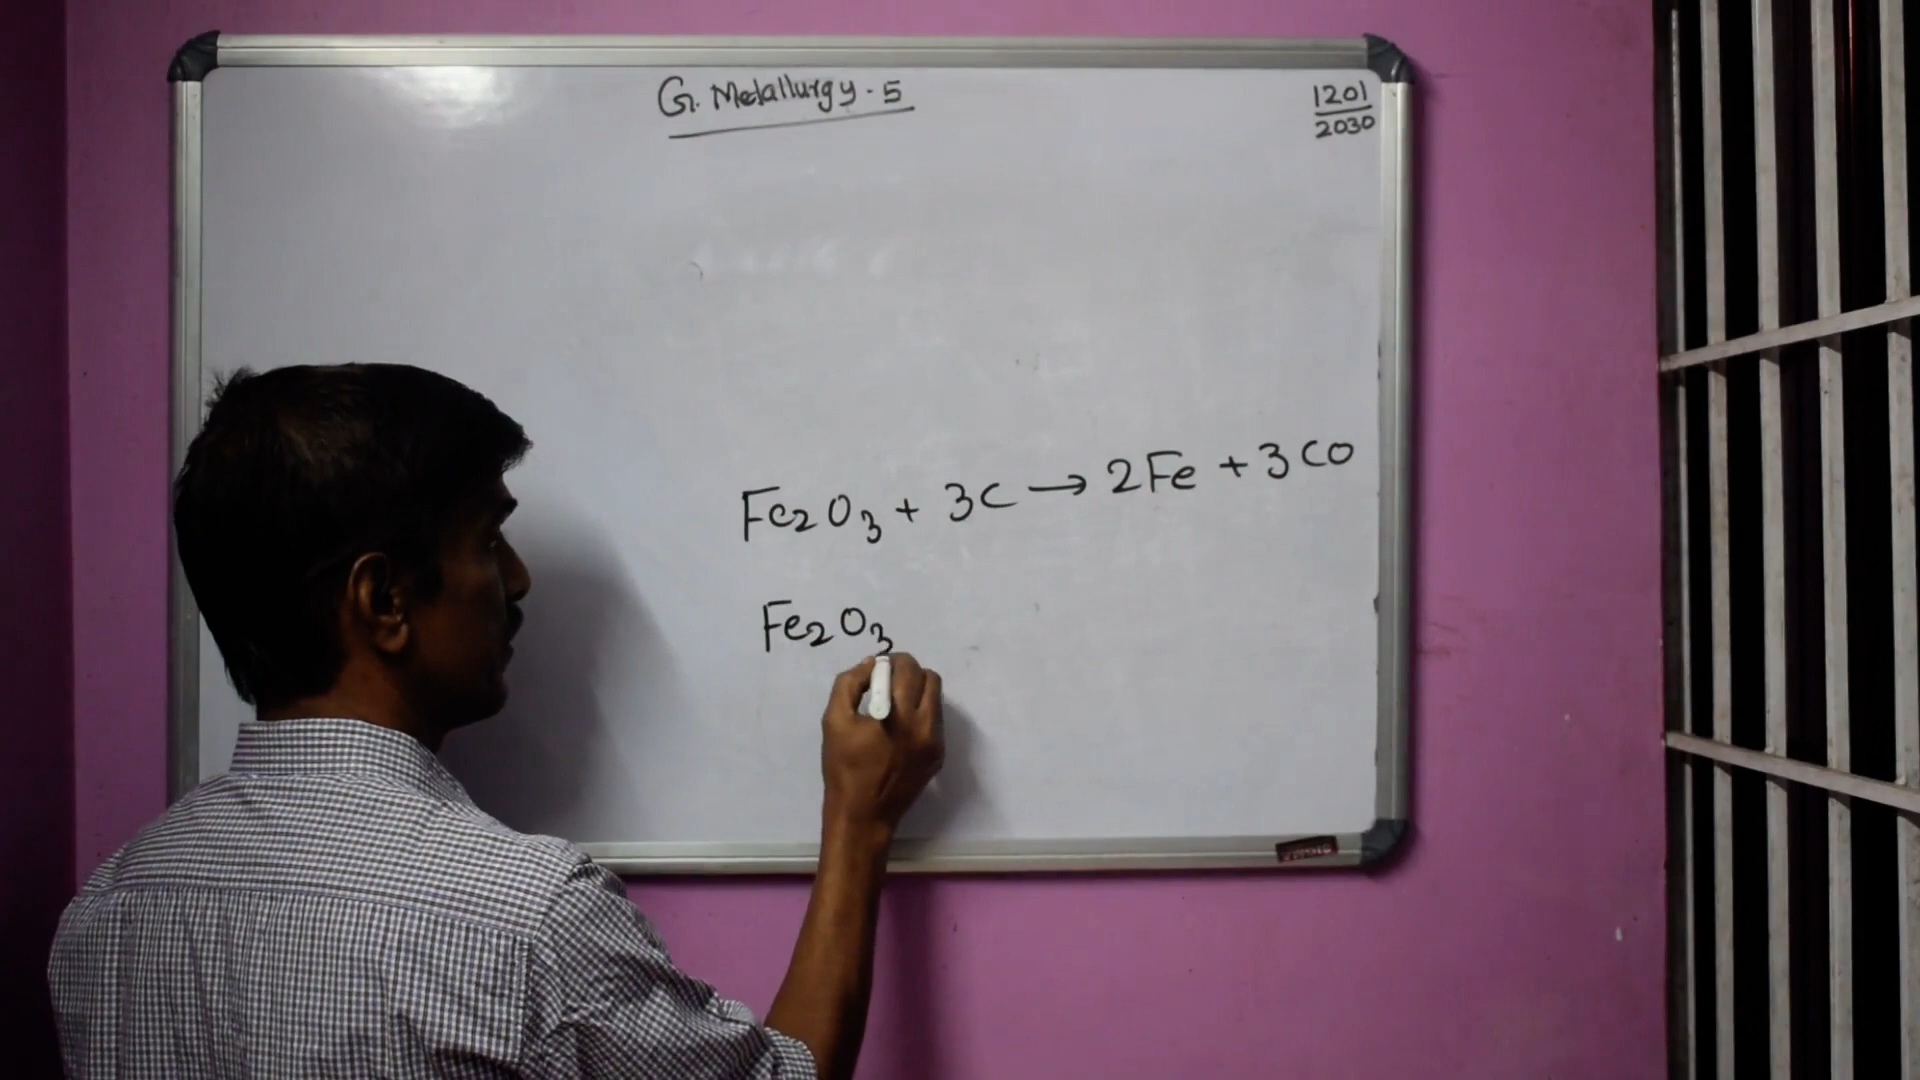 G. Metallurgy - 5
1201
2030
Fe₂O₃ + 3C → 2Fe + 3CO
Fe₂O₃